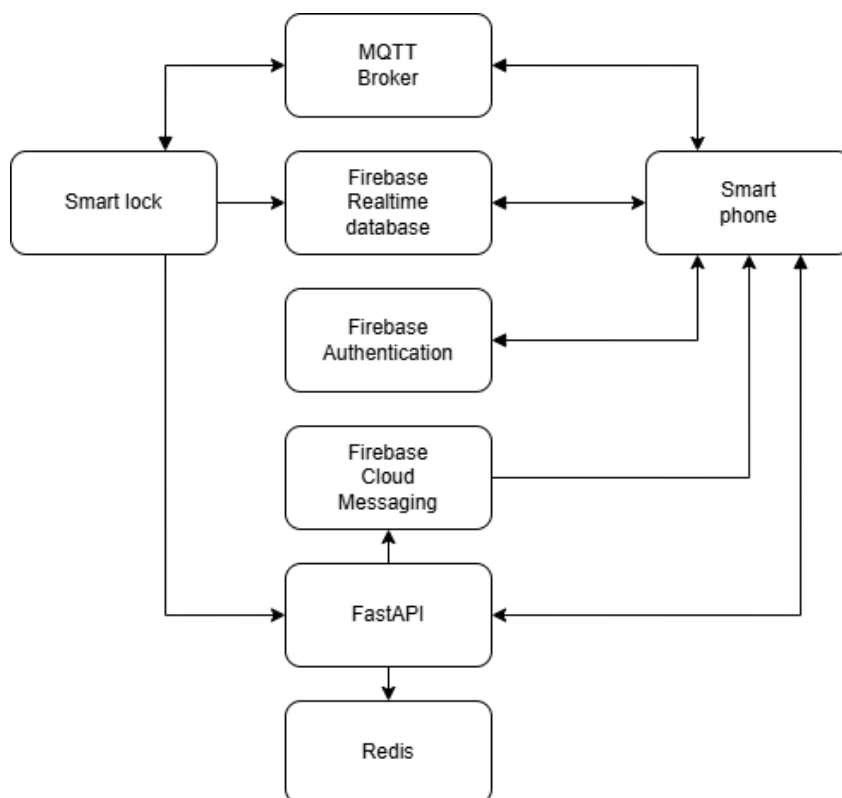 MQTT
Broker
Smart lock
Firebase
Realtime
database
Smart
phone
Firebase
Authentication
Firebase
Cloud
Messaging
FastAPI
Redis